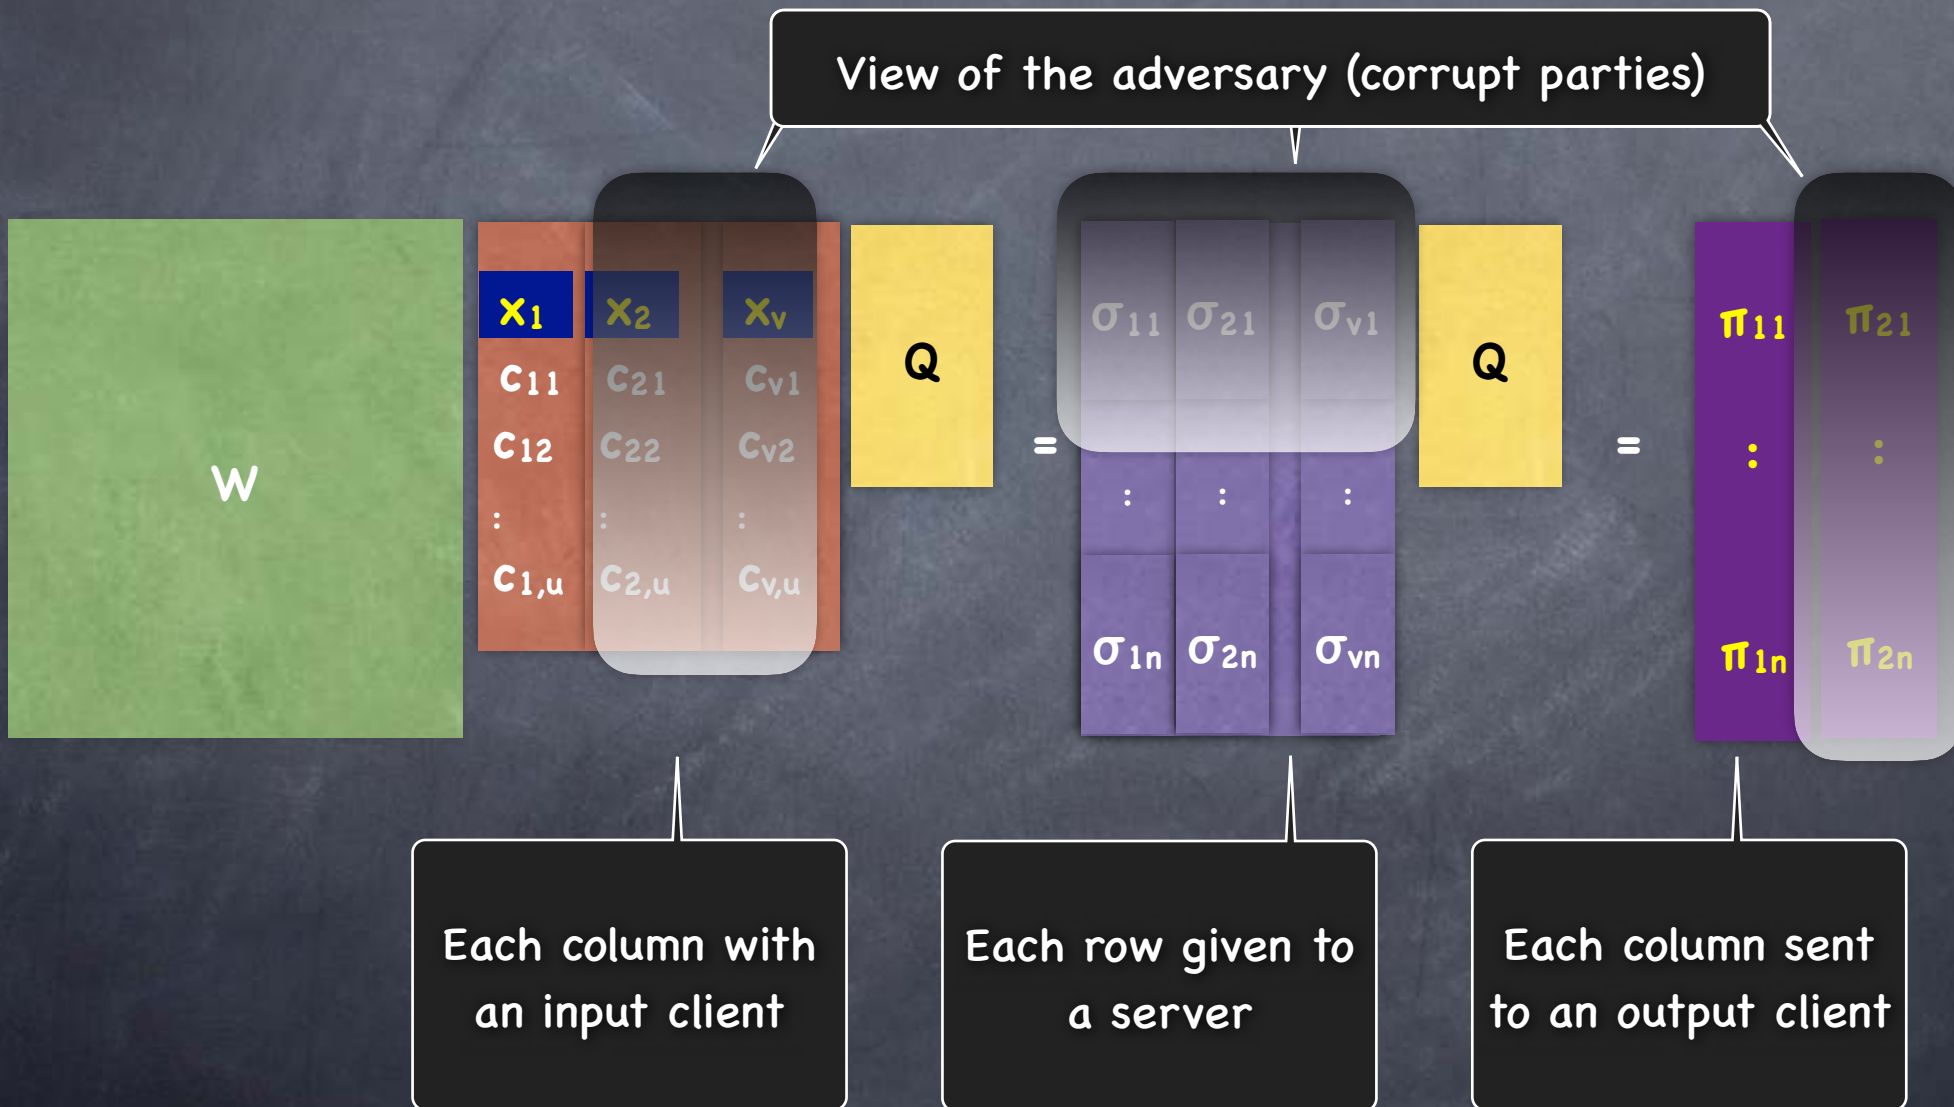 View of the adversary (corrupt parties)
W
x1 x2 xv
c11 c21 cv1
c12 c22 cv2
: : :
c1,u c2,u cv,u
Q
=
σ11 σ21 σv1
: : :
σ1n σ2n σvn
Q
=
π11 π21
: :
π1n π2n
Each column with
an input client
Each row given to
a server
Each column sent
to an output client